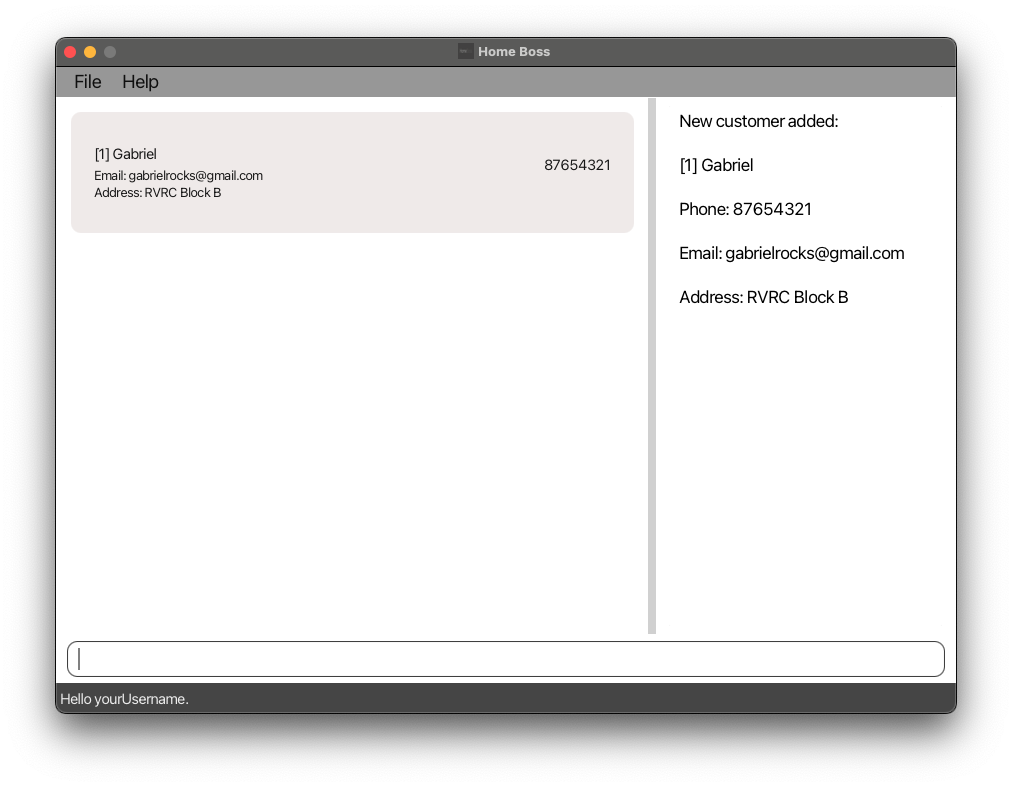 Home Boss
File Help
[1] Gabriel
Email: gabrielrocks@gmail.com
Address: RVRC Block B
87654321
New customer added:
[1] Gabriel
Phone: 87654321
Email: gabrielrocks@gmail.com
Address: RVRC Block B
Hello yourUsername.